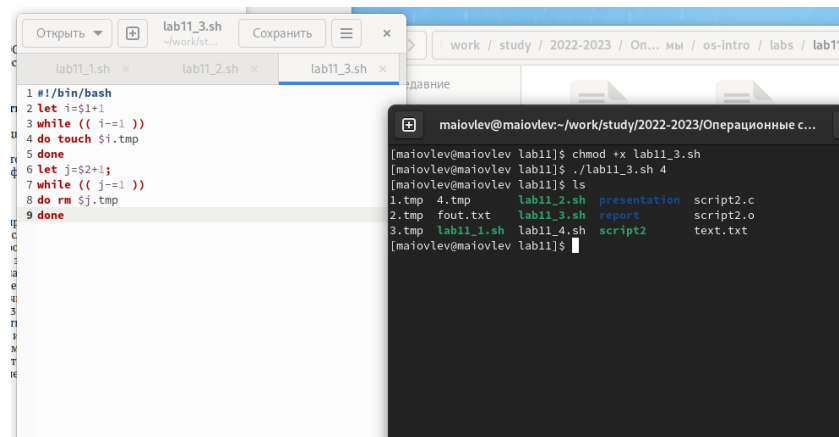 Открыть
lab11_3.sh
~/work/st...
Сохранить
lab11_1.sh
lab11_2.sh
lab11_3.sh
1 #!/bin/bash
2 let i=$1+1
3 while (( i-=1 ))
4 do touch $i.tmp
5 done
6 let j=$2+1;
7 while (( j-=1 ))
8 do rm $j.tmp
9 done
/ work / study / 2022-2023 / Оп... мы / os-intro / labs / lab11
едавние
maiovlev@maiovlev:~/work/study/2022-2023/Операционные с...
[maiovlev@maiovlev lab11]$ chmod +x lab11_3.sh
[maiovlev@maiovlev lab11]$ ./lab11_3.sh 4
[maiovlev@maiovlev lab11]$ ls
1.tmp 4.tmp lab11_2.sh presentation script2.c
2.tmp fout.txt lab11_3.sh report script2.o
3.tmp lab11_1.sh lab11_4.sh script2 text.txt
[maiovlev@maiovlev lab11]$